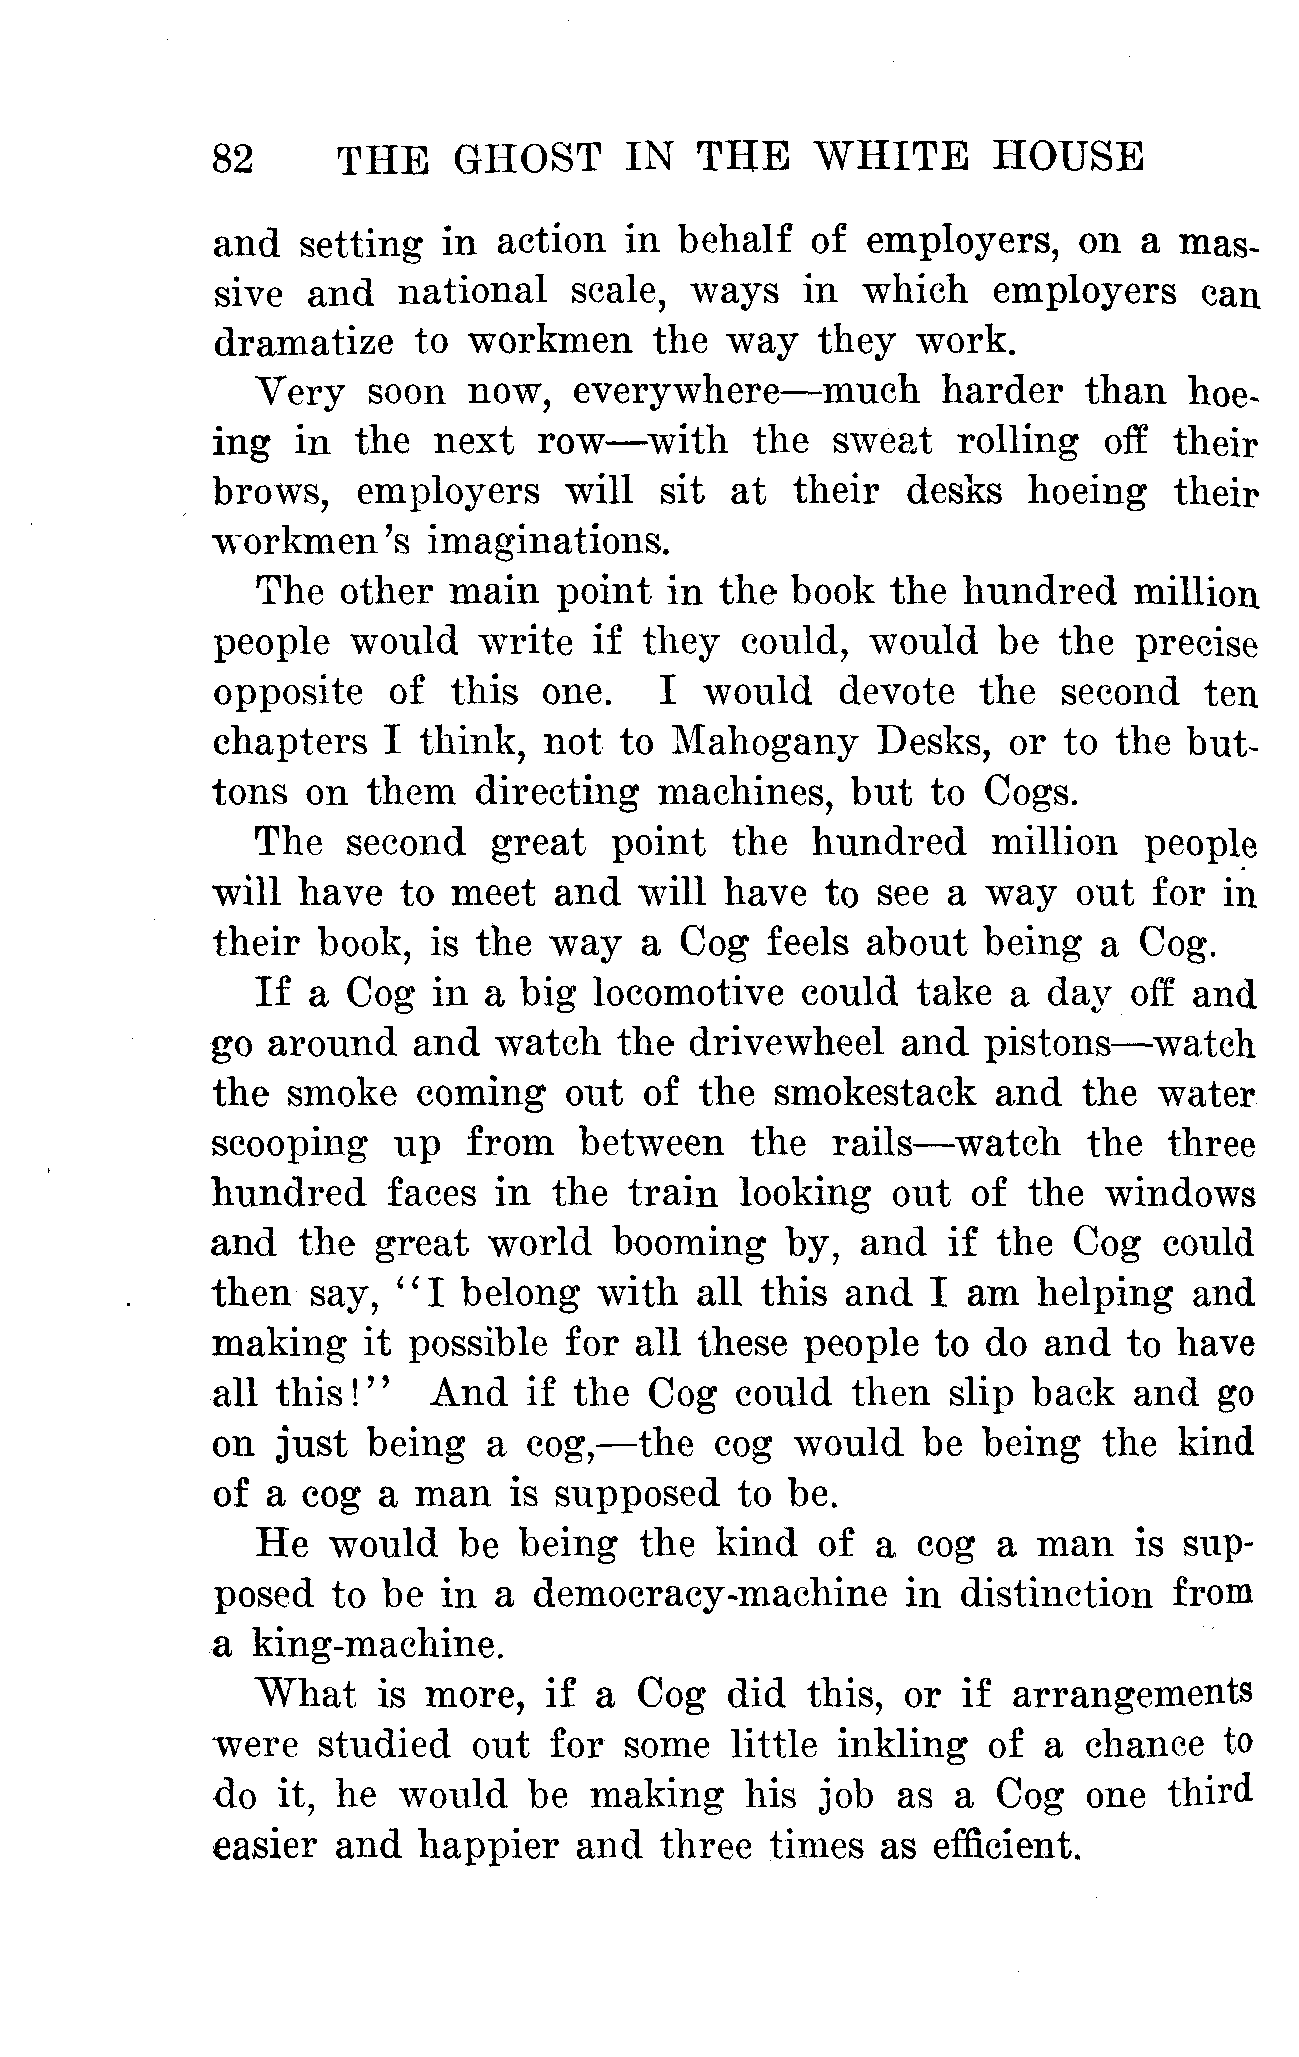 82 THE GHOST IN THE WHITE HOUSE
and setting in action in behalf of employers, on a mas-
sive and national scale, ways in which employers can
dramatize to workmen the way they work.
Very soon now, everywhere—much harder than hoe-
ing in the next row—with the sweat rolling off their
brows, employers will sit at their desks hoeing their
workmen's imaginations.
The other main point in the book the hundred million
people would write if they could, would be the precise
opposite of this one. I would devote the second ten
chapters I think, not to Mahogany Desks, or to the but-
tons on them directing machines, but to Cogs.
The second great point the hundred million people
will have to meet and will have to see a way out for in
their book, is the way a Cog feels about being a Cog.
If a Cog in a big locomotive could take a day off and
go around and watch the drivewheel and pistons—watch
the smoke coming out of the smokestack and the water
scooping up from between the rails—watch the three
hundred faces in the train looking out of the windows
and the great world booming by, and if the Cog could
then say, "I belong with all this and I am helping and
making it possible for all these people to do and to have
all this!" And if the Cog could then slip back and go
on just being a cog,—the cog would be being the kind
of a cog a man is supposed to be.
He would be being the kind of a cog a man is sup-
posed to be in a democracy-machine in distinction from
a king-machine.
What is more, if a Cog did this, or if arrangements
were studied out for some little inkling of a chance to
do it, he would be making his job as a Cog one third
easier and happier and three times as efficient.